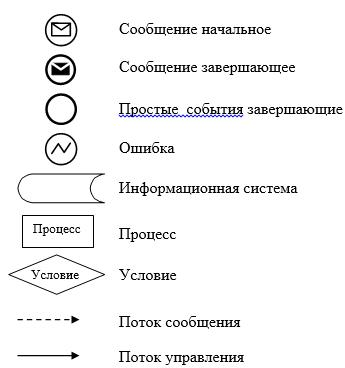 Сообщение начальное
Сообщение завершающее
Простые события завершающие
Ошибка
Информационная система
Процесс Процесс
Условие Условие
Поток сообщения
Поток управления